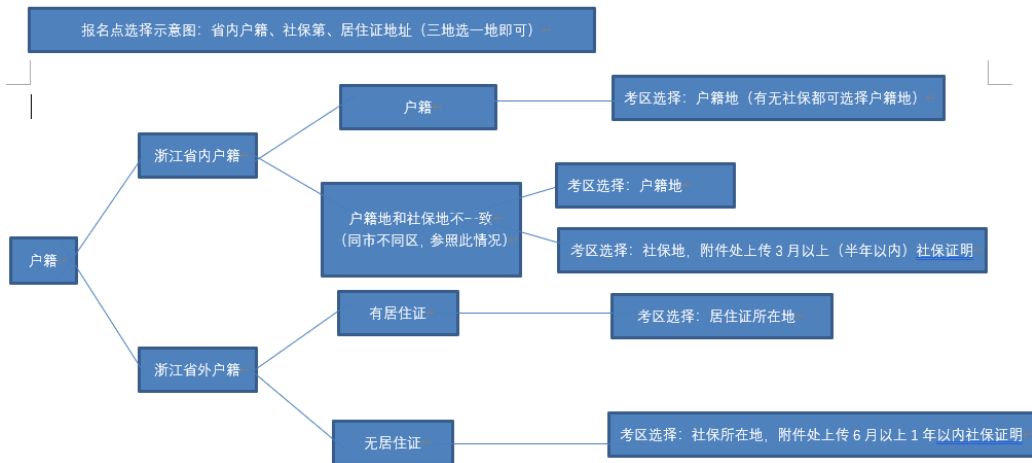 报名点选择示意图：省内户籍、社保第、居住证地址（三地选一地即可）
户籍
考区选择：户籍地（有无社保都可选择户籍地）
浙江省内户籍
考区选择：户籍地
户籍地和社保地不一致
（同市不同区，参照此情况）
考区选择：社保地，附件处上传 3 月以上（半年以内）社保证明
户籍
有居住证
考区选择：居住证所在地
浙江省外户籍
无居住证
考区选择：社保所在地，附件处上传 6 月以上 1 年以内社保证明